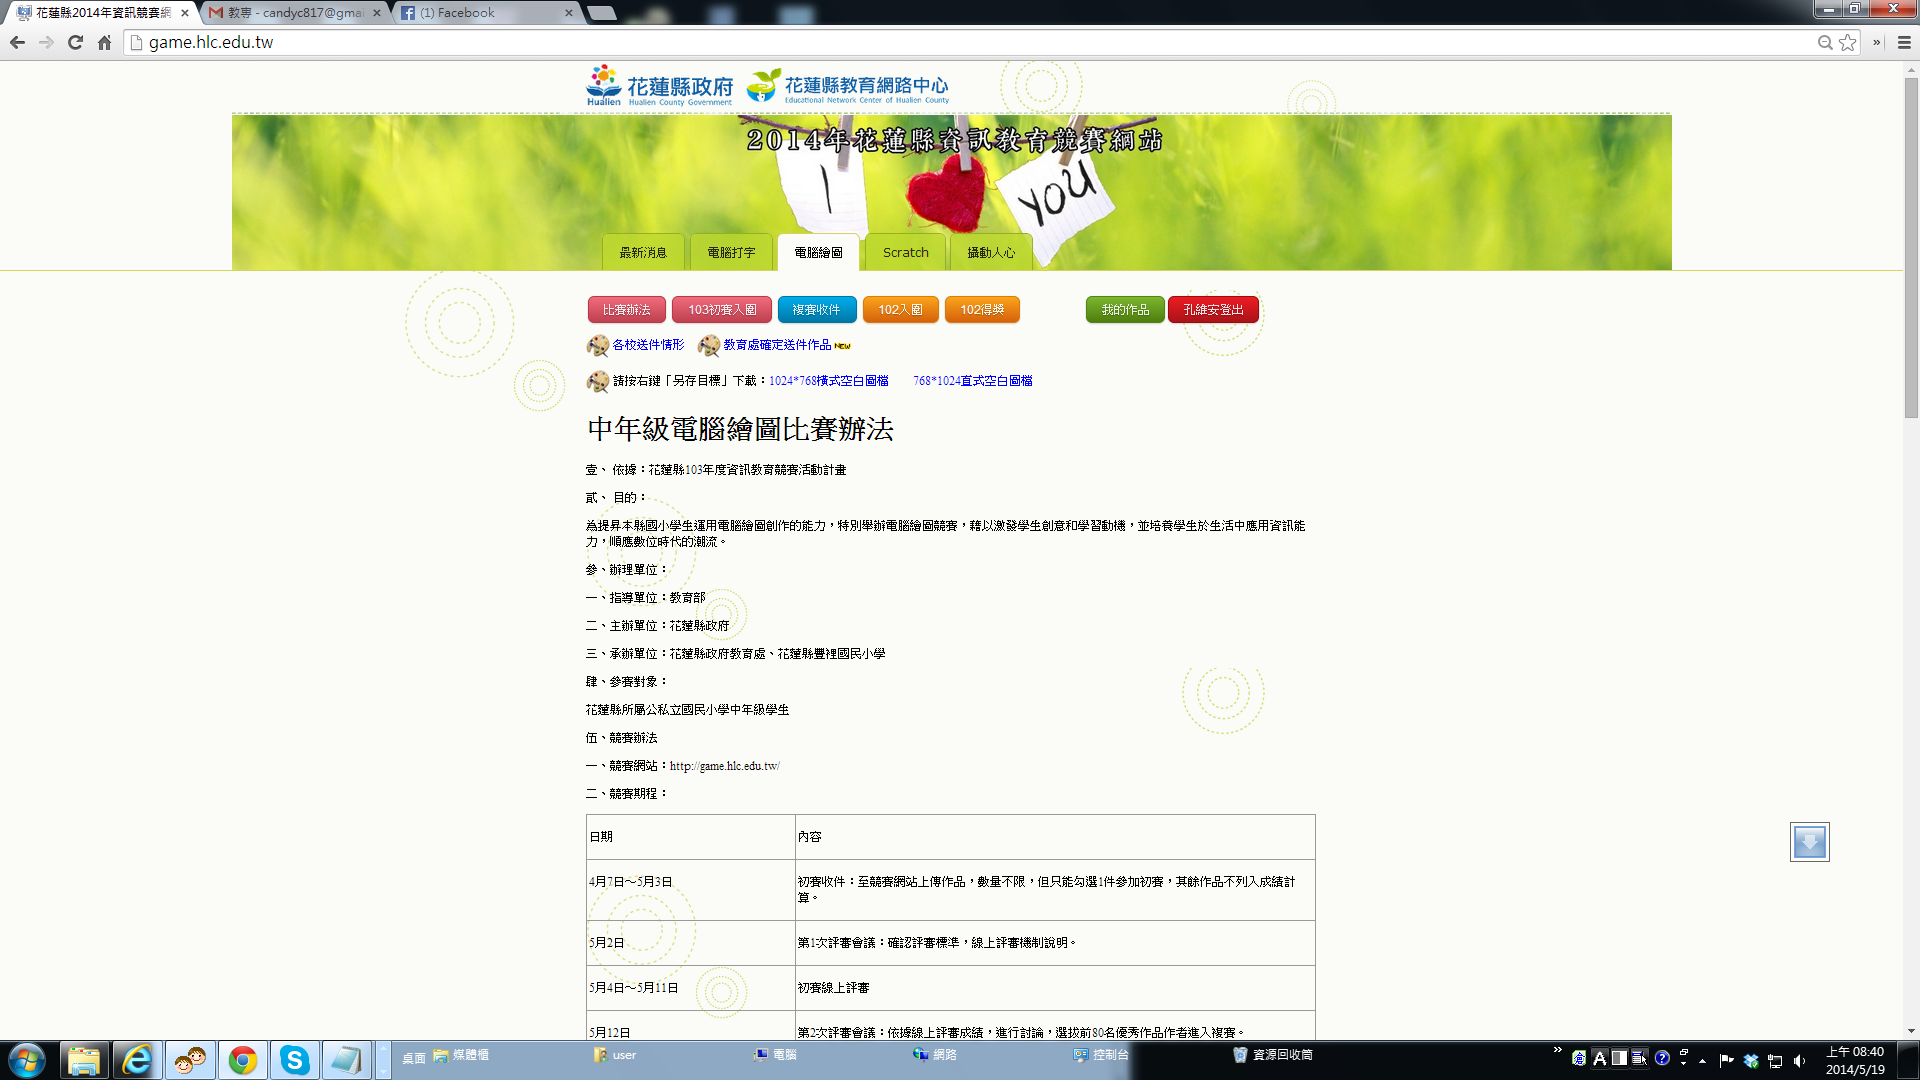 花蓮縣2014年資訊競賽網
教専 - candyc817@gmai
(1) Facebook
game.hlc.edu.tw
花蓮縣政府
Hualien
Hualien County Government
花蓮縣教育網路中心
Educational Network Center of Hualien County
2014年花蓮縣資訊教育競賽網站
I
YOU
最新消息
電腦打字
電腦繪圖
Scratch
攝動人心
比賽辦法
103初賽入圍
複賽收件
102入圍
102得獎
我的作品
孔維安登出
各校送件情形
教育處確定送件作品 NEW
請按右鍵「另存目標」下載：1024*768橫式空白圖檔 768*1024直式空白圖檔
中年級電腦繪圖比賽辦法
壹、 依據：花蓮縣103年度資訊教育競賽活動計畫
貳、 目的：
為提昇本縣國小學生運用電腦繪圖創作的能力，特別舉辦電腦繪圖競賽，藉以激發學生創意和學習動機，並培養學生於生活中應用資訊能
力，順應數位時代的潮流。
參、辦理單位：
一、指導單位：教育部
二、主辦單位：花蓮縣政府
三、承辦單位：花蓮縣政府教育處、花蓮縣豐裡國民小學
肆、參賽對象：
花蓮縣所屬公私立國民小學中年級學生
伍、競賽辦法
一、競賽網站：http://game.hlc.edu.tw/
二、競賽期程：
日期
內容
4月7日～5月3日
初賽收件：至競賽網站上傳作品，數量不限，但只能勾選1件參加初賽，其餘作品不列入成績計
算。
5月2日
第1次評審會議：確認評審標準，線上評審機制說明。
5月4日～5月11日
初賽線上評審
5月12日
第2次評審會議：依據線上評審成績，進行討論，選拔前80名優秀作品作者進入複賽。
桌面
媒體櫃
user
電腦
網路
控制台
資源回收筒
A
上午 08:40
2014/5/19